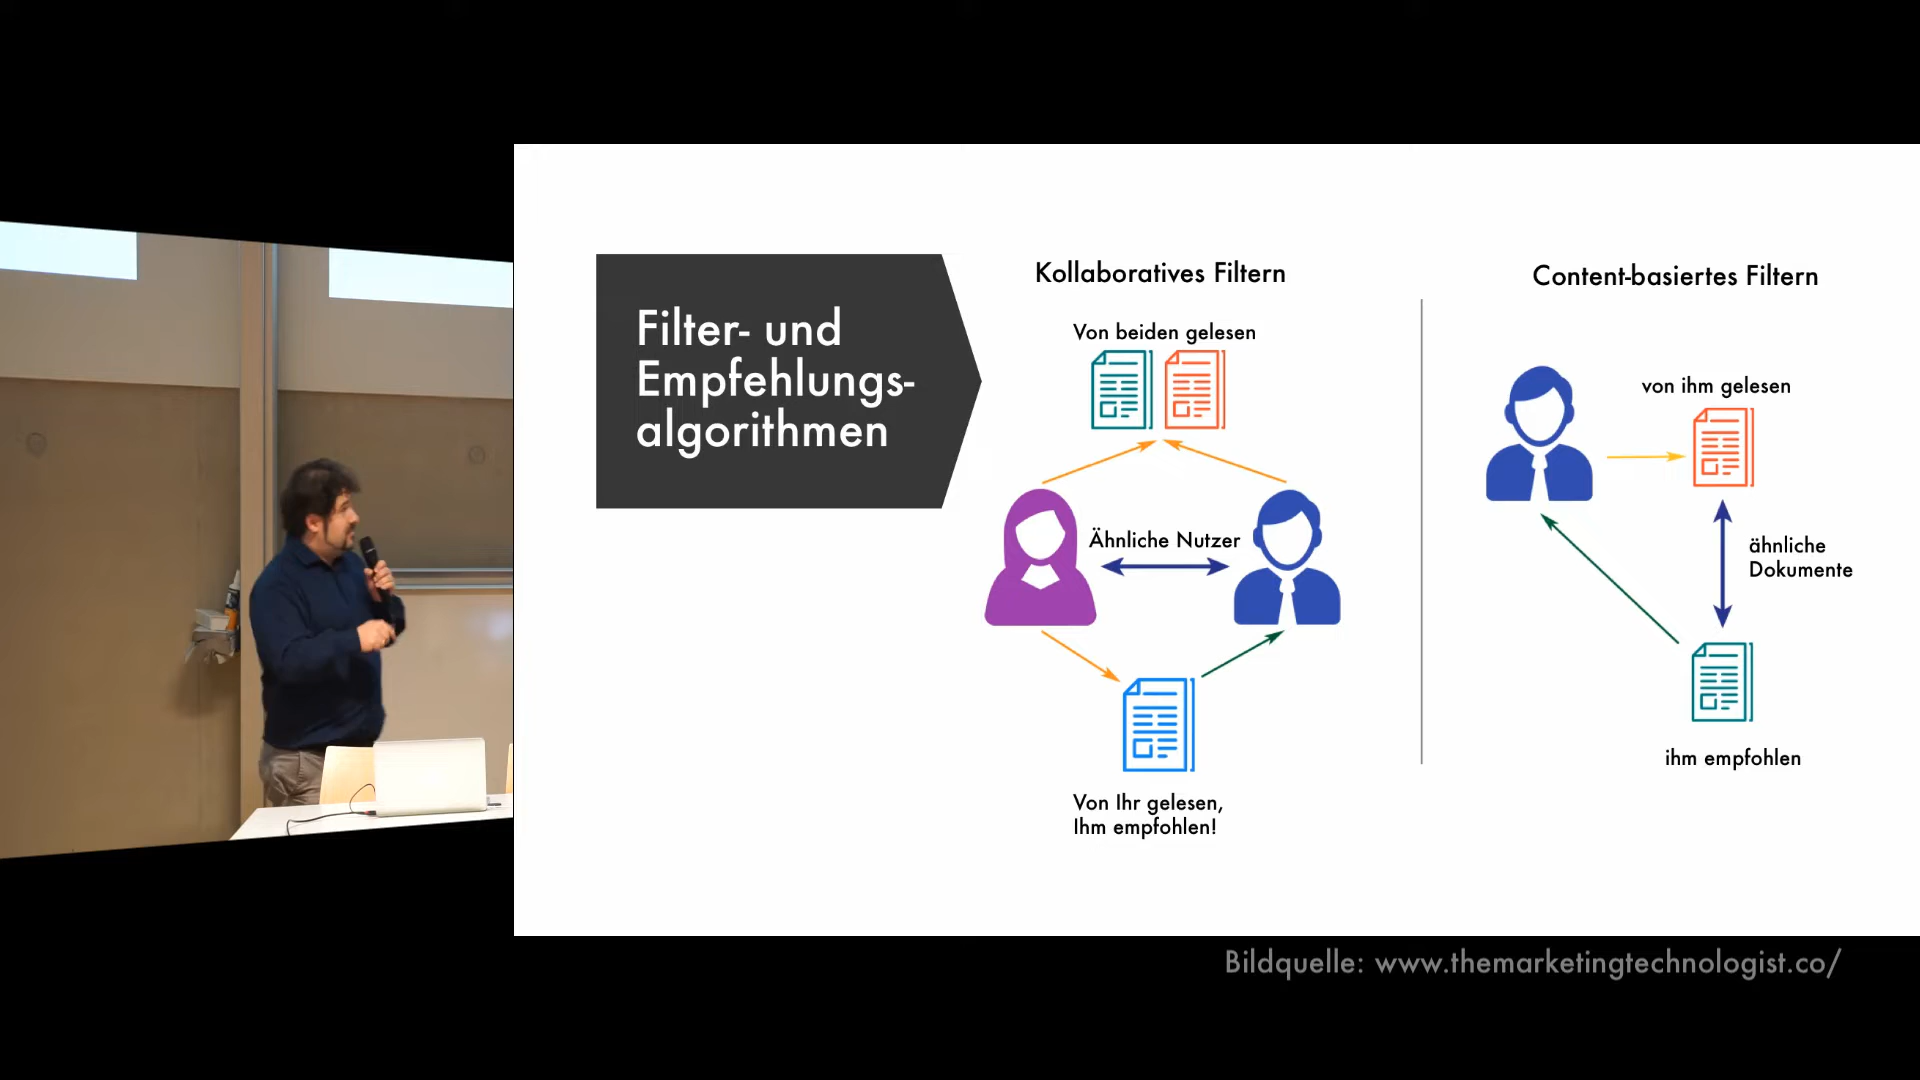 Filter- und
Empfehlungs-
algorithmen
Kollaboratives Filtern
Von beiden gelesen
Ähnliche Nutzer
Von Ihr gelesen,
Ihm empfohlen!
Content-basiertes Filtern
von ihm gelesen
ähnliche
Dokumente
ihm empfohlen
Bildquelle: www.themarketingtechnologist.co/